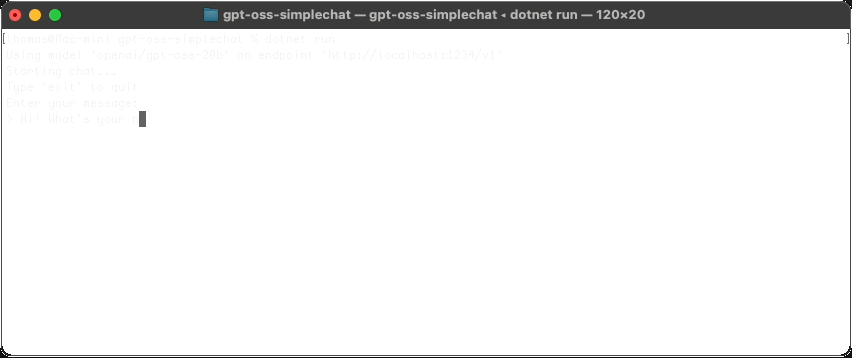 gpt-oss-simplechat — gpt-oss-simplechat ‹ dotnet run — 120×20
[thomas@Mac-mini gpt-oss-simplechat % dotnet run ]
Using model 'openai/gpt-oss-20b' on endpoint 'http://localhost:1234/v1'
Starting chat...
Type 'exit' to quit
Enter your message:
> Hi! What's your n